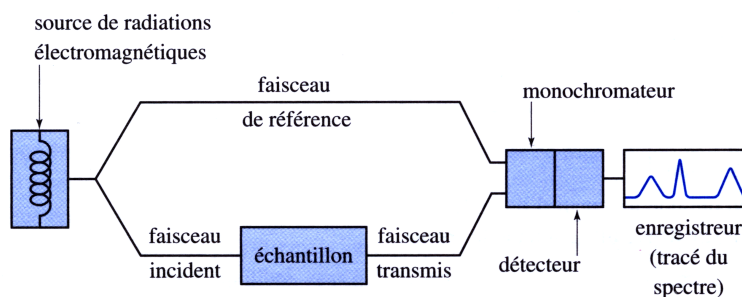 source de radiations
électromagnétiques
faisceau
de référence
monochromateur
faisceau
incident
échantillon
faisceau
transmis
détecteur
enregistreur
(tracé du
spectre)